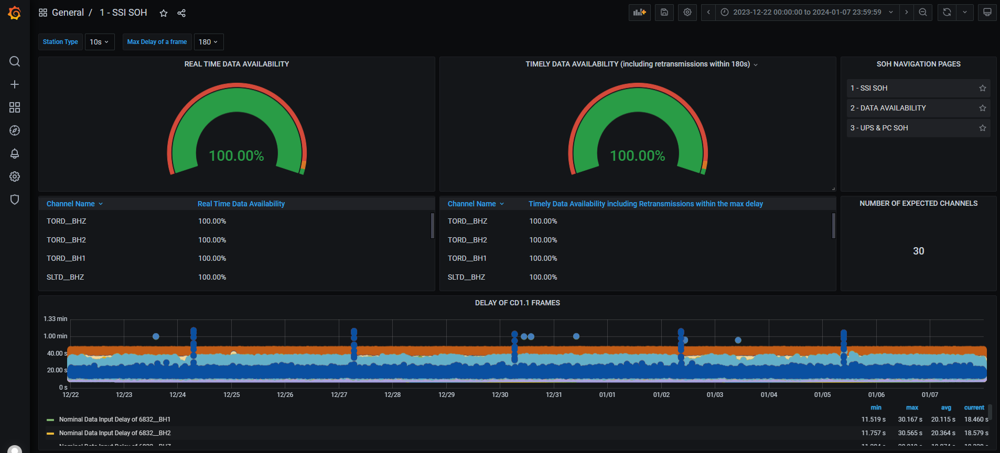 General / 1 - SSI SOH
2023-12-22 00:00:00 to 2024-01-07 23:59:59
Station Type 10s Max Delay of a frame 180
REAL TIME DATA AVAILABILITY
100.00%
TIMELY DATA AVAILABILITY (including retransmissions within 180s)
100.00%
SOH NAVIGATION PAGES
1 - SSI SOH
2 - DATA AVAILABILITY
3 - UPS & PC SOH
Channel Name Real Time Data Availability
TORD__BHZ 100.00%
TORD__BH2 100.00%
TORD__BH1 100.00%
SLTD__BHZ 100.00%
Channel Name Timely Data Availability including Retransmissions within the max delay
TORD__BHZ 100.00%
TORD__BH2 100.00%
TORD__BH1 100.00%
SLTD__BHZ 100.00%
NUMBER OF EXPECTED CHANNELS
30
DELAY OF CD1.1 FRAMES
1.33 min
1.00 min
40.00 s
20.00 s
0 s
12/22 12/23 12/24 12/25 12/26 12/27 12/28 12/29 12/30 12/31 01/01 01/02 01/03 01/04 01/05 01/06 01/07
min max avg current
Nominal Data Input Delay of 6832__BH1 11.519 s 30.167 s 20.115 s 18.460 s
Nominal Data Input Delay of 6832__BH2 11.757 s 30.565 s 20.364 s 18.579 s